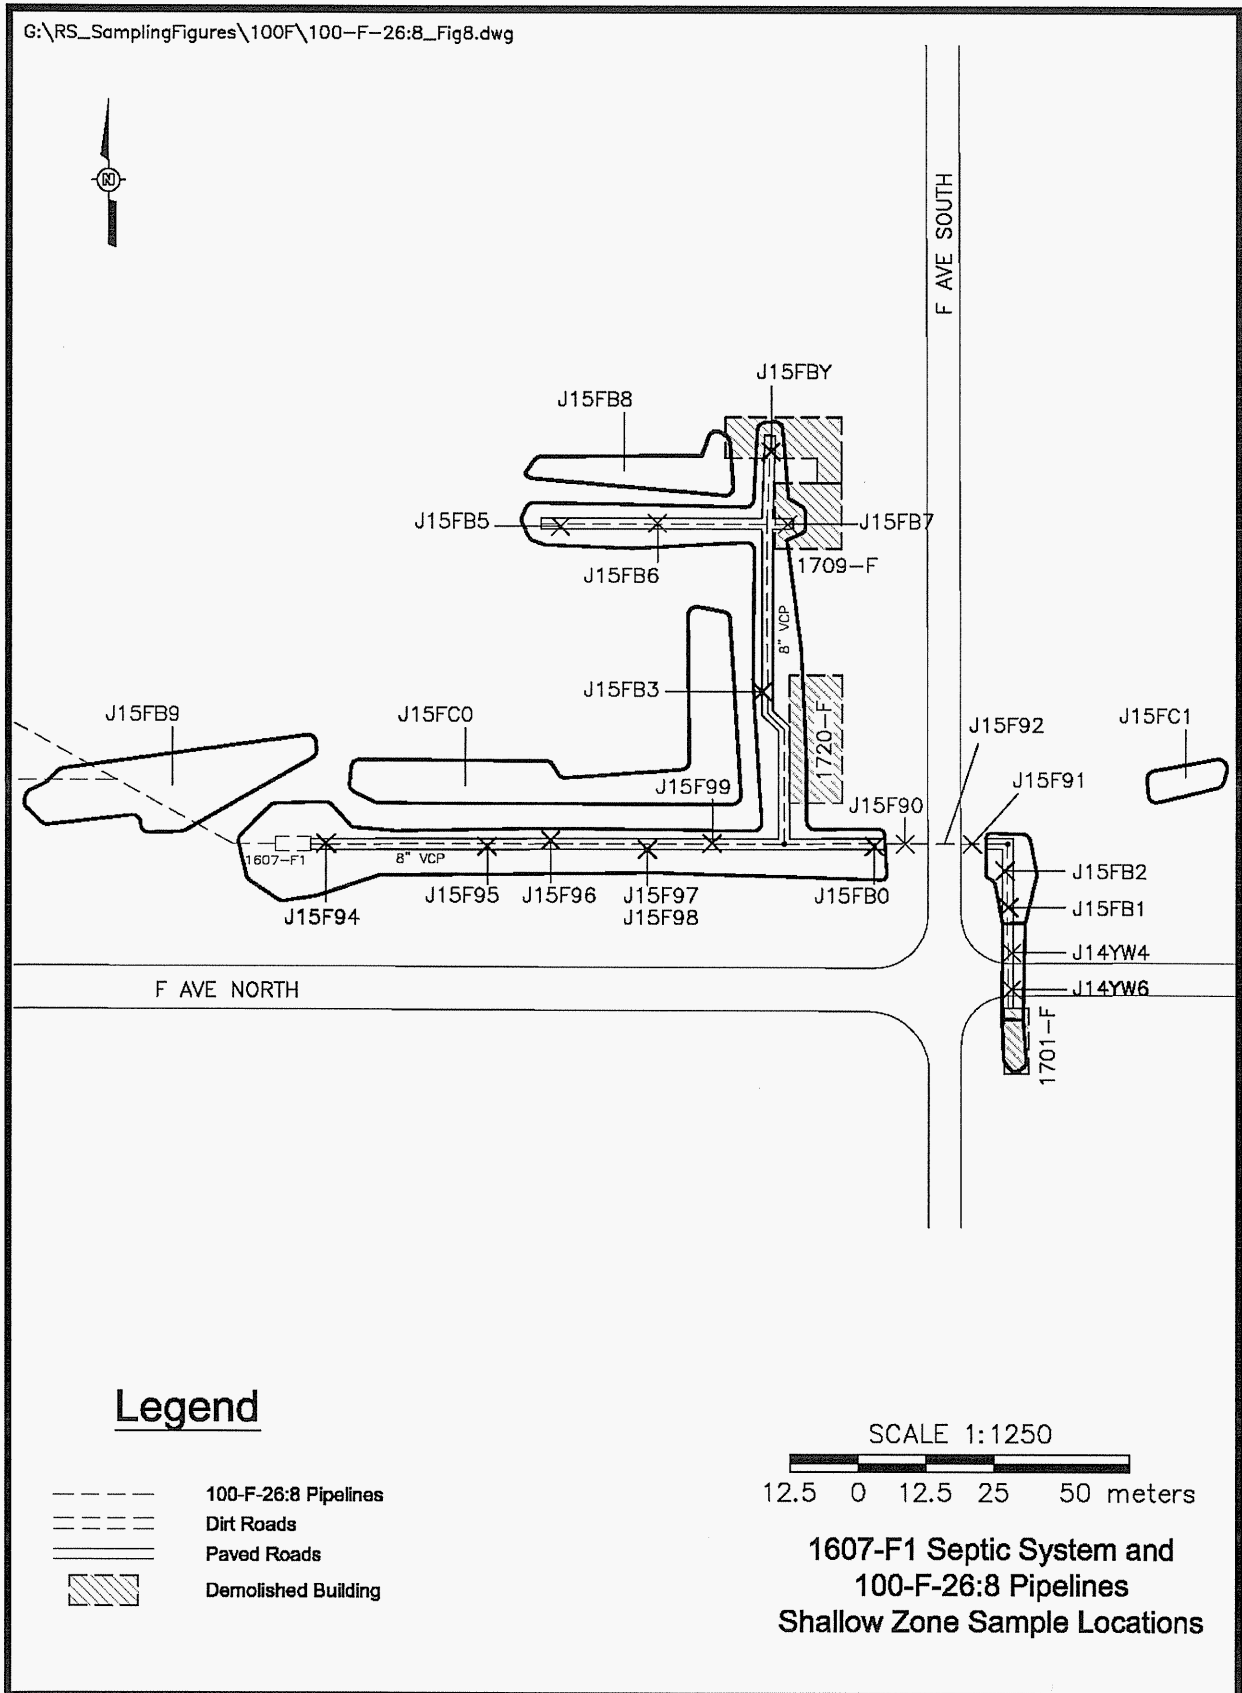 G:\RS_SamplingFigures\100F\100-F-26:8_Fig8.dwg
N
F AVE SOUTH
J15FBY
J15FB8
J15FB5
J15FB7
J15FB6
1709-F
8" VCP
J15FB3
J15FB9
J15FC0
1720-F
J15F92
J15FC1
J15F99
J15F91
J15F90
1607-F1
8" VCP
J15F94
J15F95
J15F96
J15F97
J15F98
J15FB0
J15FB2
J15FB1
J14YW4
F AVE NORTH
J14YW6
1701-F
Legend
100-F-26:8 Pipelines
Dirt Roads
Paved Roads
Demolished Building
SCALE 1:1250
12.5 0 12.5 25 50 meters
1607-F1 Septic System and
100-F-26:8 Pipelines
Shallow Zone Sample Locations